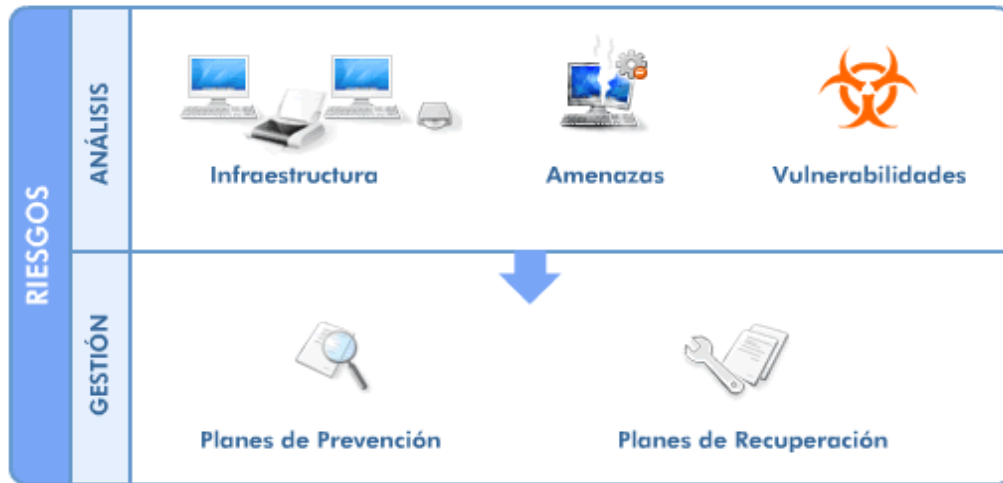 RIESGOS
ANÁLISIS
Infraestructura
Amenazas
Vulnerabilidades
GESTIÓN
Planes de Prevención
Planes de Recuperación